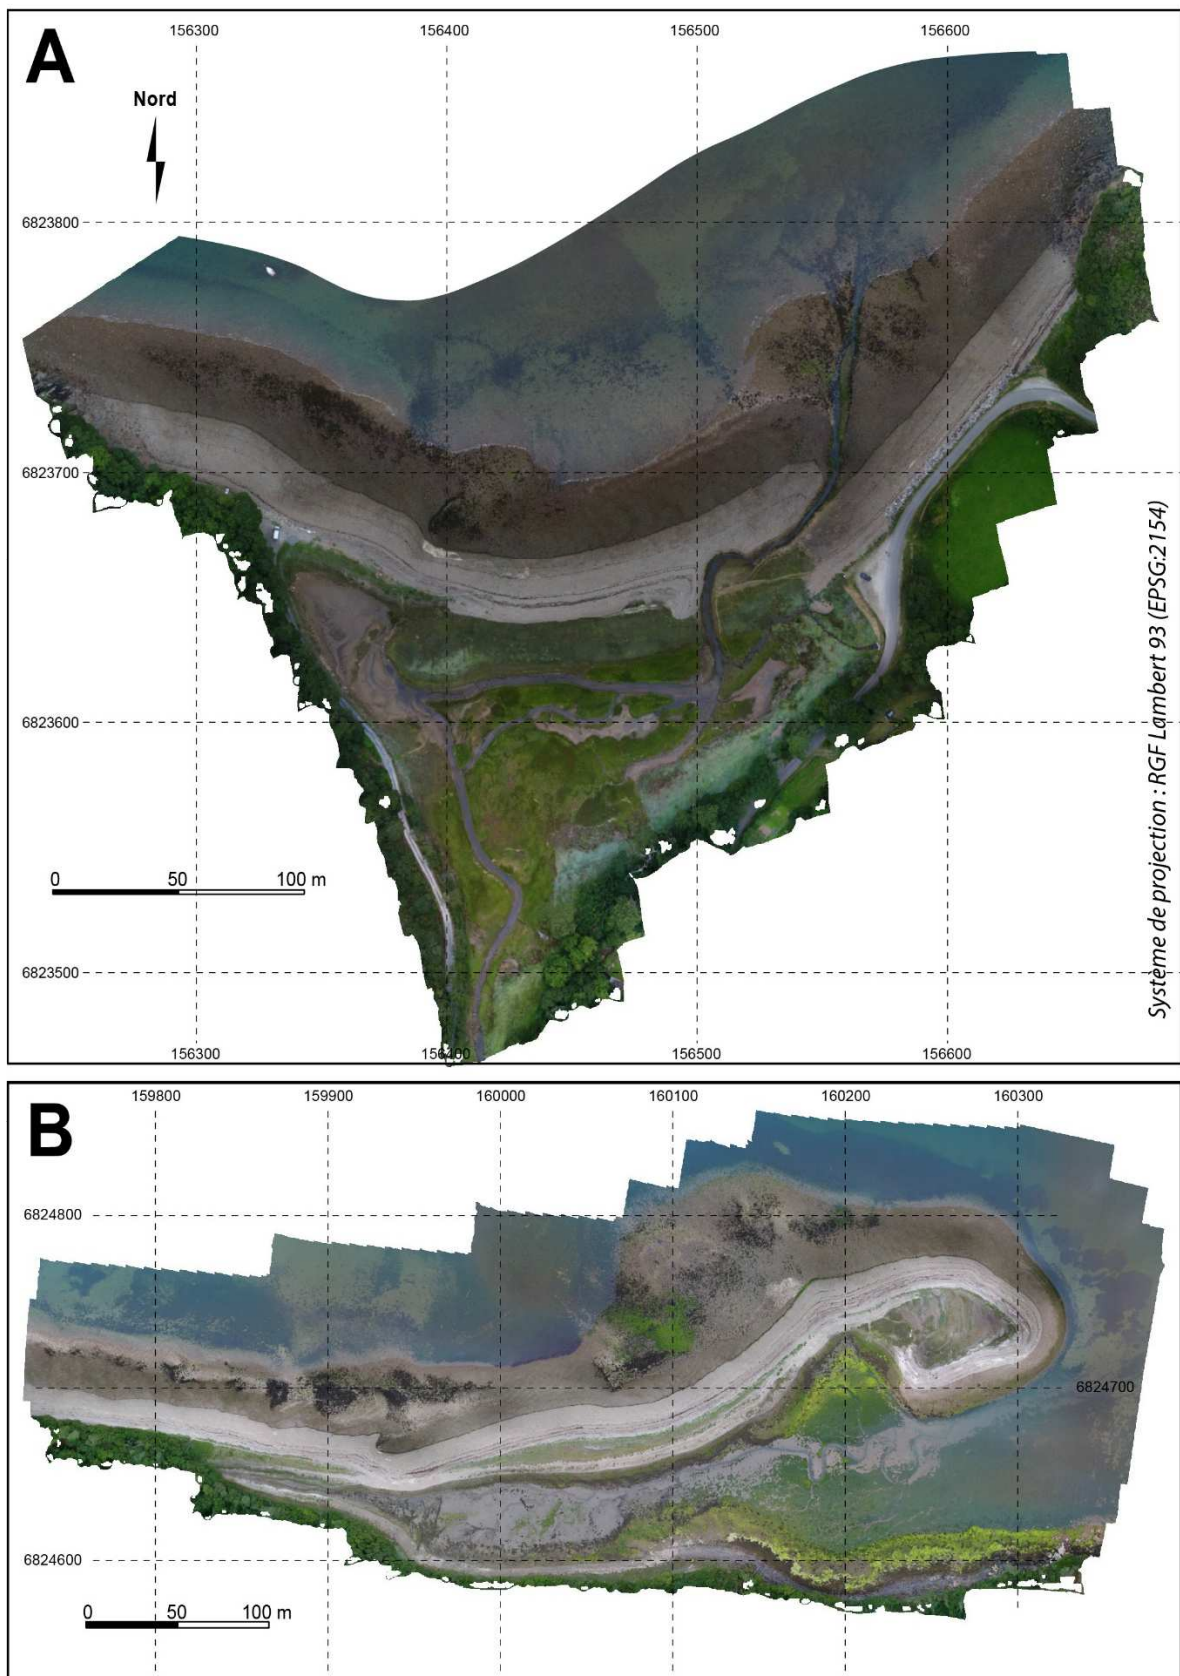 A
156300 156400 156500 156600
Nord
6823800
6823700
6823600
0 50 100 m
6823500
156300 156400 156500 156600
Système de projection : RGF Lambert 93 (EPSG:2154)
B
159800 159900 160000 160100 160200 160300
6824800
6824700
6824600
0 50 100 m